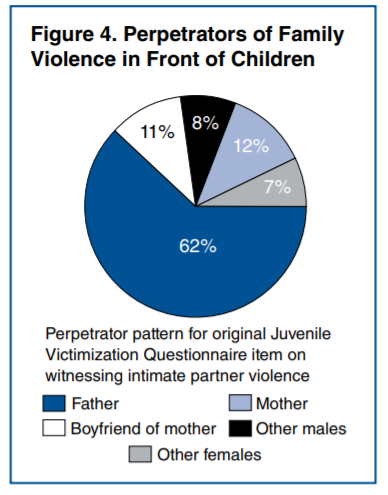 Figure 4. Perpetrators of Family
Violence in Front of Children
8%
11%
12%
7%
62%
Perpetrator pattern for original Juvenile
Victimization Questionnaire item on
witnessing intimate partner violence
Father Mother
Boyfriend of mother Other males
Other females